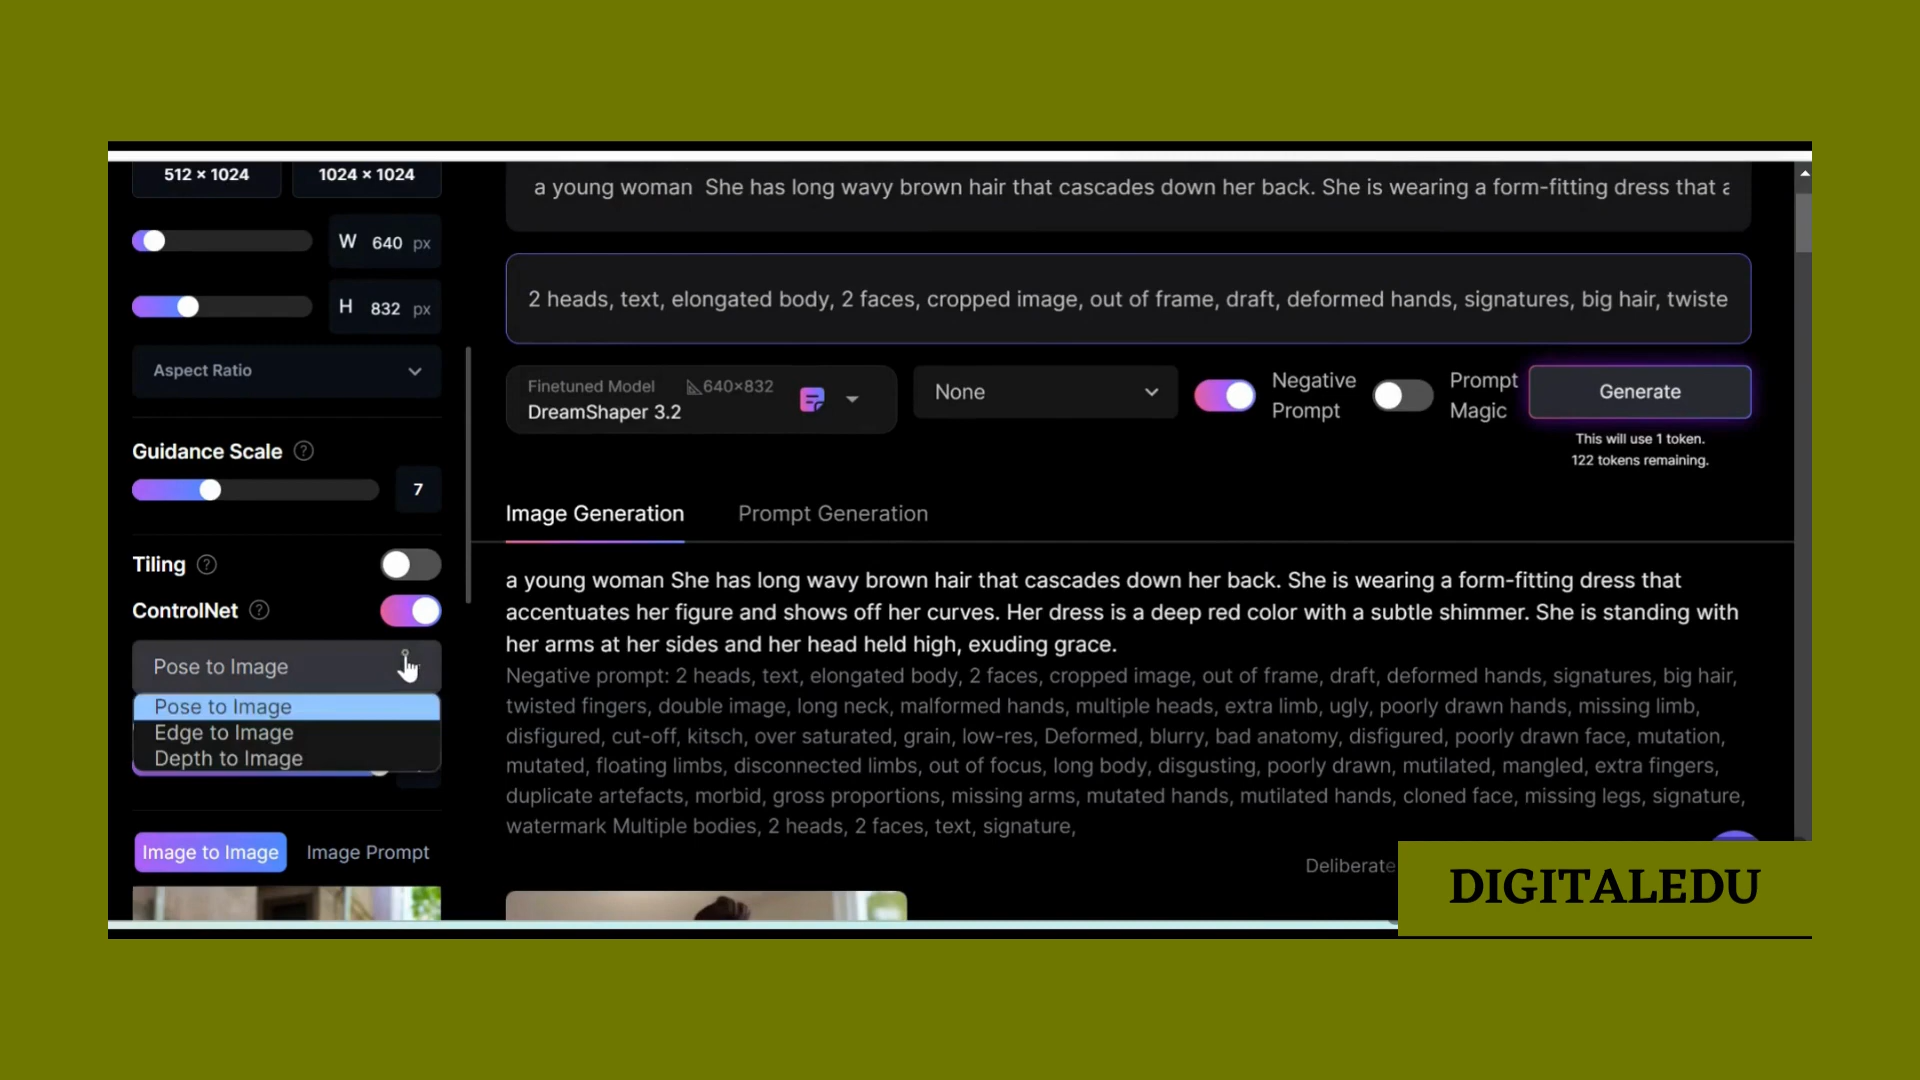 512 × 1024
1024 × 1024
W 640 px
H 832 px
Aspect Ratio
Guidance Scale ?
7
Tiling ?
ControlNet ?
Pose to Image
Pose to Image
Edge to Image
Depth to Image
Image to Image
Image Prompt
a young woman She has long wavy brown hair that cascades down her back. She is wearing a form-fitting dress that
2 heads, text, elongated body, 2 faces, cropped image, out of frame, draft, deformed hands, signatures, big hair, twiste
Finetuned Model
640×832
DreamShaper 3.2
None
Negative
Prompt
Prompt
Magic
Generate
This will use 1 token.
122 tokens remaining.
Image Generation
Prompt Generation
a young woman She has long wavy brown hair that cascades down her back. She is wearing a form-fitting dress that
accentuates her figure and shows off her curves. Her dress is a deep red color with a subtle shimmer. She is standing with
her arms at her sides and her head held high, exuding grace.
Negative prompt: 2 heads, text, elongated body, 2 faces, cropped image, out of frame, draft, deformed hands, signatures, big hair,
twisted fingers, double image, long neck, malformed hands, multiple heads, extra limb, ugly, poorly drawn hands, missing limb,
disfigured, cut-off, kitsch, over saturated, grain, low-res, Deformed, blurry, bad anatomy, disfigured, poorly drawn face, mutation,
mutated, floating limbs, disconnected limbs, out of focus, long body, disgusting, poorly drawn, mutilated, mangled, extra fingers,
duplicate artefacts, morbid, gross proportions, missing arms, mutated hands, mutilated hands, cloned face, missing legs, signature,
watermark Multiple bodies, 2 heads, 2 faces, text, signature,
Deliberate
DIGITALEDU